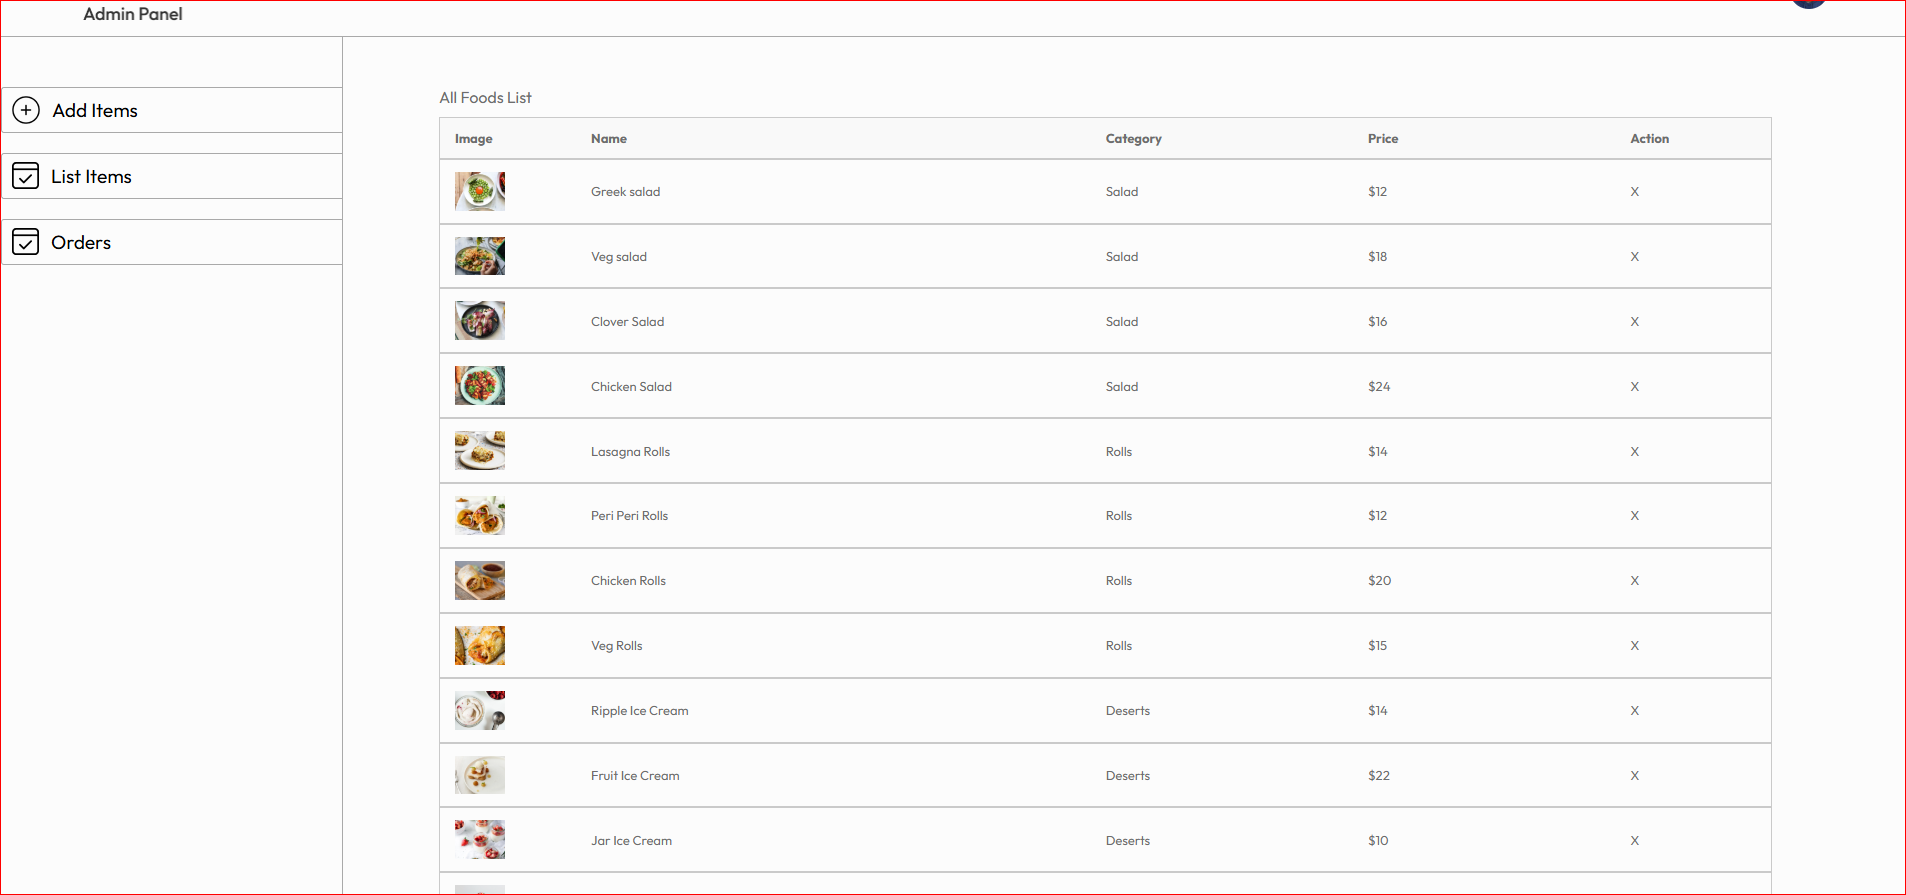 Admin Panel
Add Items
List Items
Orders
All Foods List
Image Name Category Price Action
Greek salad Salad $12 X
Veg salad Salad $18 X
Clover Salad Salad $16 X
Chicken Salad Salad $24 X
Lasagna Rolls Rolls $14 X
Peri Peri Rolls Rolls $12 X
Chicken Rolls Rolls $20 X
Veg Rolls Rolls $15 X
Ripple Ice Cream Deserts $14 X
Fruit Ice Cream Deserts $22 X
Jar Ice Cream Deserts $10 X